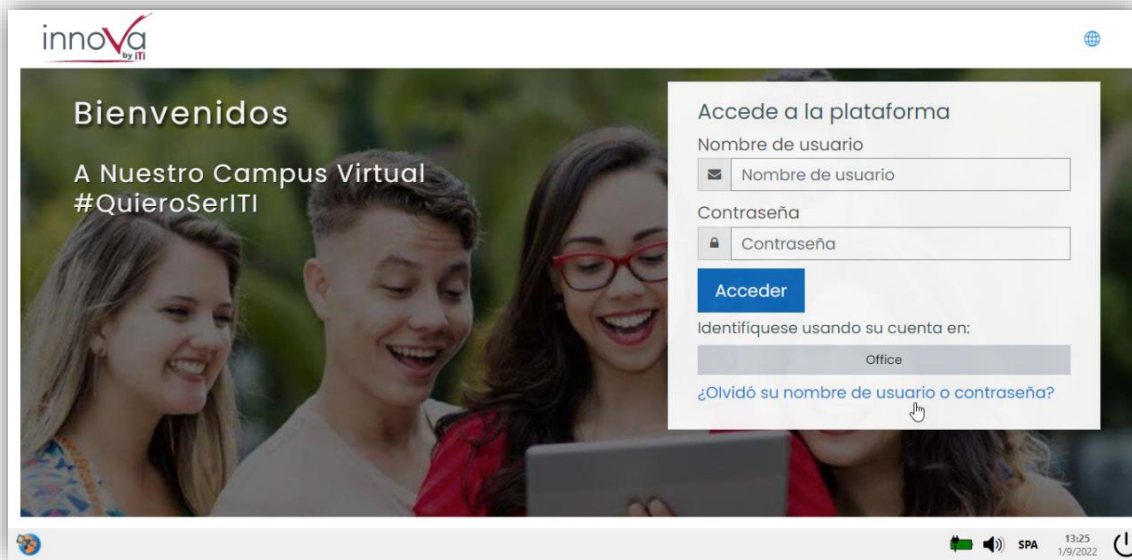 innova
by iTi
Bienvenidos
A Nuestro Campus Virtual
#QuieroSerITI
Accede a la plataforma
Nombre de usuario
Nombre de usuario
Contraseña
Contraseña
Acceder
Identifíquese usando su cuenta en:
Office
¿Olvidó su nombre de usuario o contraseña?
SPA
13:25
1/9/2022